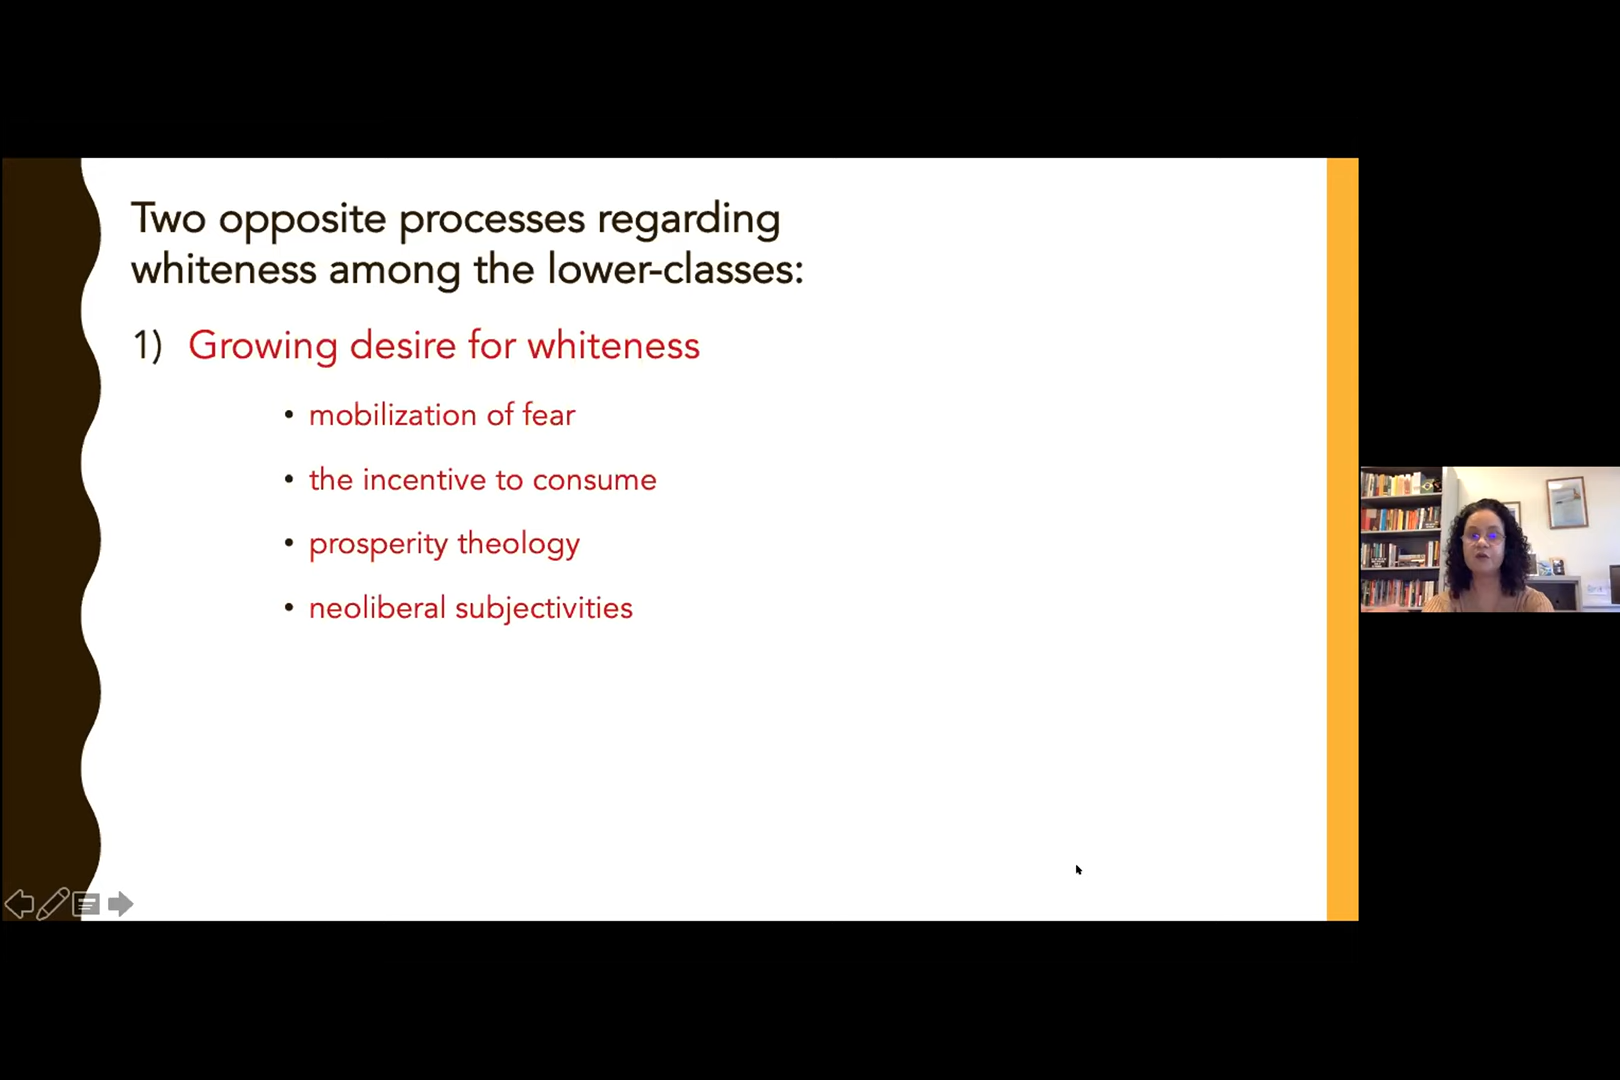 Two opposite processes regarding
whiteness among the lower-classes:
1) Growing desire for whiteness
• mobilization of fear
• the incentive to consume
• prosperity theology
• neoliberal subjectivities